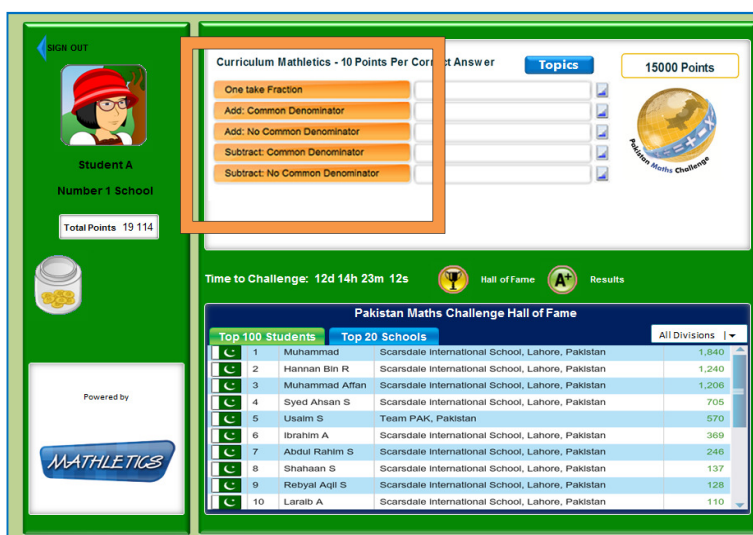 SIGN OUT
Student A
Number 1 School
Total Points 19 114
Powered by
MATHLETICS
Curriculum Mathletics - 10 Points Per Correct Answer
Topics
15000 Points
One take Fraction
Add: Common Denominator
Add: No Common Denominator
Subtract: Common Denominator
Subtract: No Common Denominator
Pakistan Maths Challenge
Time to Challenge: 12d 14h 23m 12s
Hall of Fame
A+
Results
Pakistan Maths Challenge Hall of Fame
Top 100 Students Top 20 Schools All Divisions
1 Muhammad Scarsdale International School, Lahore, Pakistan 1,840
2 Hannan Bin R Scarsdale International School, Lahore, Pakistan 1,240
3 Muhammad Affan Scarsdale International School, Lahore, Pakistan 1,206
4 Syed Ahsan S Scarsdale International School, Lahore, Pakistan 705
5 Usaim S Team PAK, Pakistan 570
6 Ibrahim A Scarsdale International School, Lahore, Pakistan 369
7 Abdul Rahim S Scarsdale International School, Lahore, Pakistan 246
8 Shahaan S Scarsdale International School, Lahore, Pakistan 137
9 Rebyal Aqil S Scarsdale International School, Lahore, Pakistan 128
10 Laraib A Scarsdale International School, Lahore, Pakistan 110